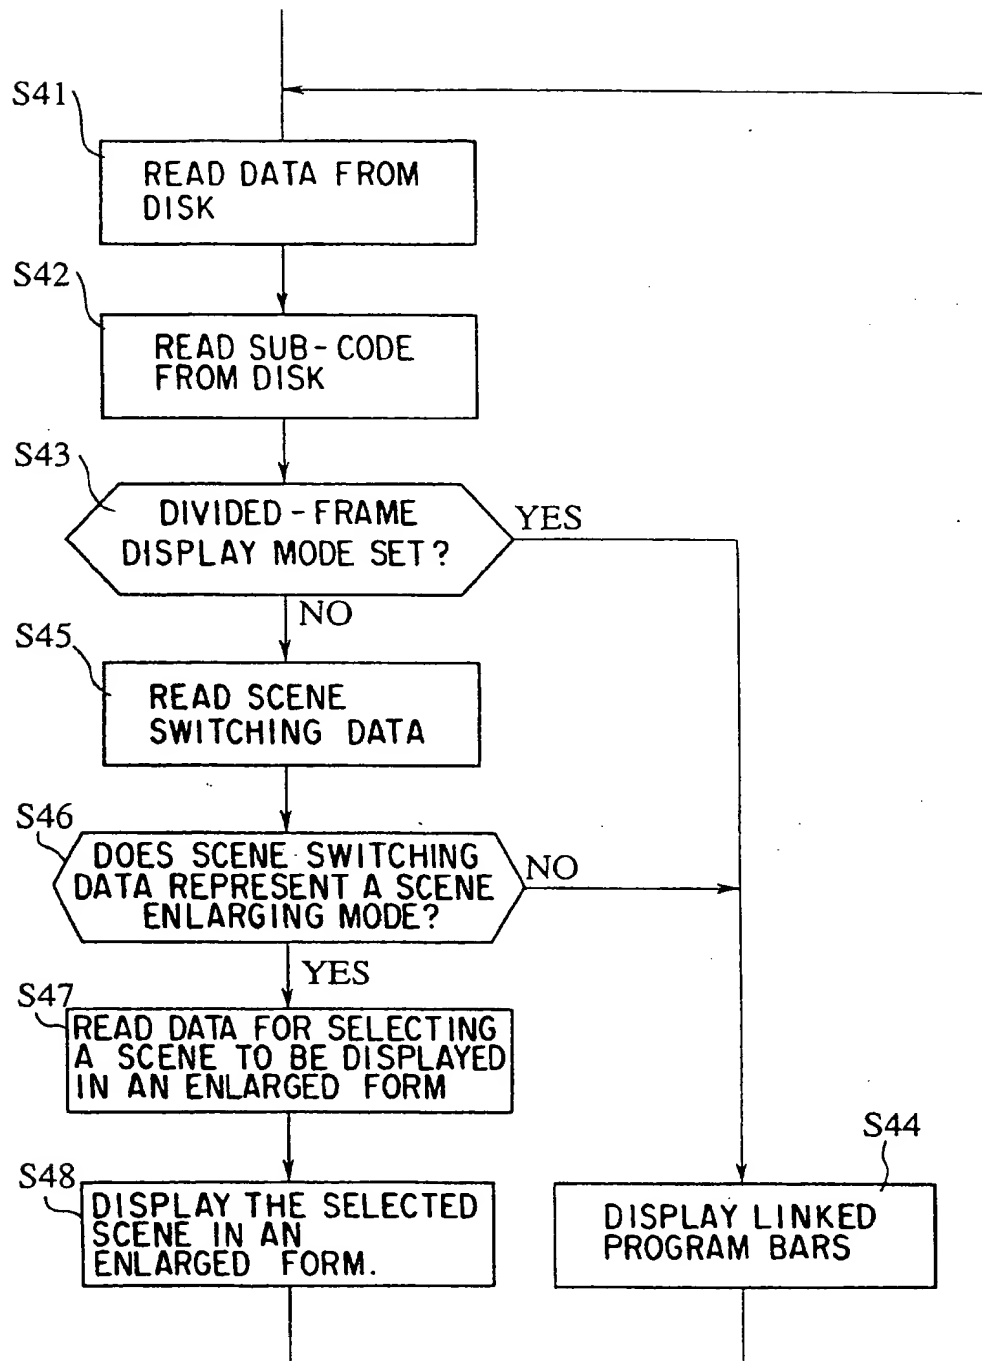 S41
READ DATA FROM
DISK
S42
READ SUB-CODE
FROM DISK
S43
DIVIDED-FRAME
DISPLAY MODE SET?
YES
NO
S45
READ SCENE
SWITCHING DATA
S46
DOES SCENE SWITCHING
DATA REPRESENT A SCENE
ENLARGING MODE?
NO
YES
S47
READ DATA FOR SELECTING
A SCENE TO BE DISPLAYED
IN AN ENLARGED FORM
S48
DISPLAY THE SELECTED
SCENE IN AN
ENLARGED FORM.
S44
DISPLAY LINKED
PROGRAM BARS